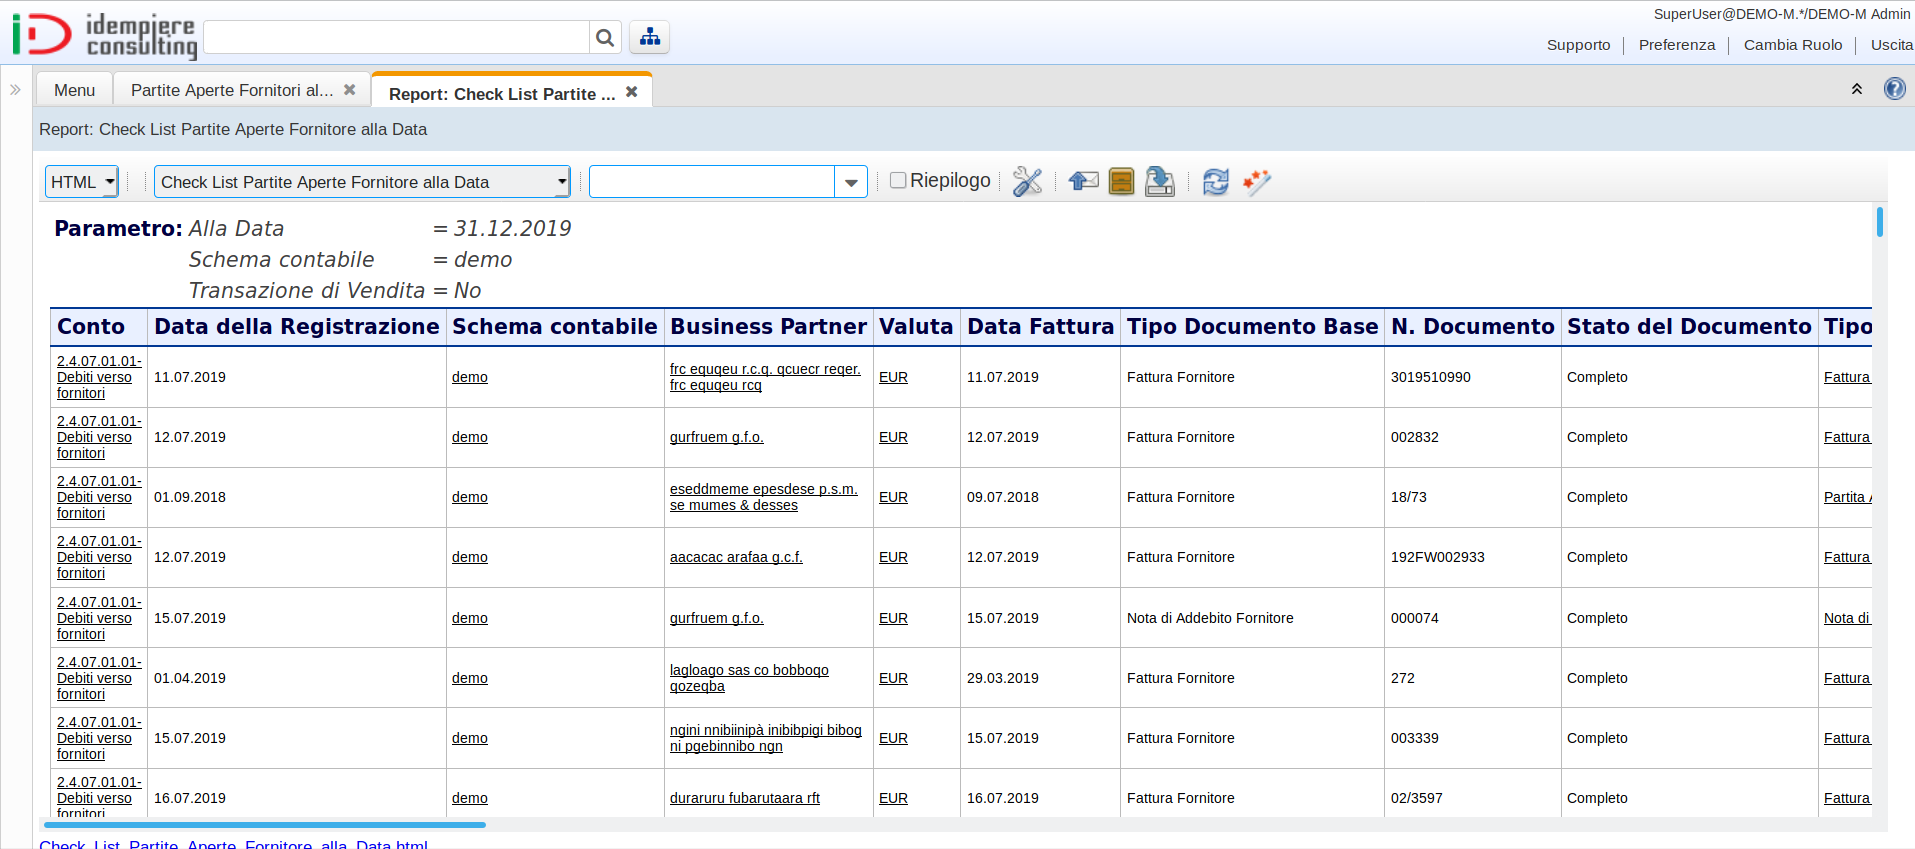 SuperUser@DEMO-M.*/DEMO-M Admin
idempiere
consulting
Supporto Preferenza Cambia Ruolo Uscita
Menu Partite Aperte Fornitori al... Report: Check List Partite ...
Report: Check List Partite Aperte Fornitore alla Data
HTML Check List Partite Aperte Fornitore alla Data Riepilogo
Parametro: Alla Data = 31.12.2019
Schema contabile = demo
Transazione di Vendita = No
Conto Data della Registrazione Schema contabile Business Partner Valuta Data Fattura Tipo Documento Base N. Documento Stato del Documento Tipo
2.4.07.01.01-
Debiti verso
fornitori
11.07.2019 demo
frc equqeu r.c.q. qcuecr reqer.
frc equqeu rcq
EUR 11.07.2019 Fattura Fornitore 3019510990 Completo Fattura
2.4.07.01.01-
Debiti verso
fornitori
12.07.2019 demo gurfruem g.f.o. EUR 12.07.2019 Fattura Fornitore 002832 Completo Fattura
2.4.07.01.01-
Debiti verso
fornitori
01.09.2018 demo
eseddmeme epesdese p.s.m.
se mumes & desses
EUR 09.07.2018 Fattura Fornitore 18/73 Completo Partita
2.4.07.01.01-
Debiti verso
fornitori
12.07.2019 demo aacacac arafaa g.c.f. EUR 12.07.2019 Fattura Fornitore 192FW002933 Completo Fattura
2.4.07.01.01-
Debiti verso
fornitori
15.07.2019 demo gurfruem g.f.o. EUR 15.07.2019 Nota di Addebito Fornitore 000074 Completo Nota di
2.4.07.01.01-
Debiti verso
fornitori
01.04.2019 demo
lagloago sas co bobboqo
qozeqba
EUR 29.03.2019 Fattura Fornitore 272 Completo Fattura
2.4.07.01.01-
Debiti verso
fornitori
15.07.2019 demo
ngini nnibiinipà inibibpigi bibog
ni pgebinnibo ngn
EUR 15.07.2019 Fattura Fornitore 003339 Completo Fattura
2.4.07.01.01-
Debiti verso
fornitori
16.07.2019 demo duraruru fubarutaara rft EUR 16.07.2019 Fattura Fornitore 02/3597 Completo Fattura
Check_List_Partite_Aperte_Fornitore_alla_Data.html